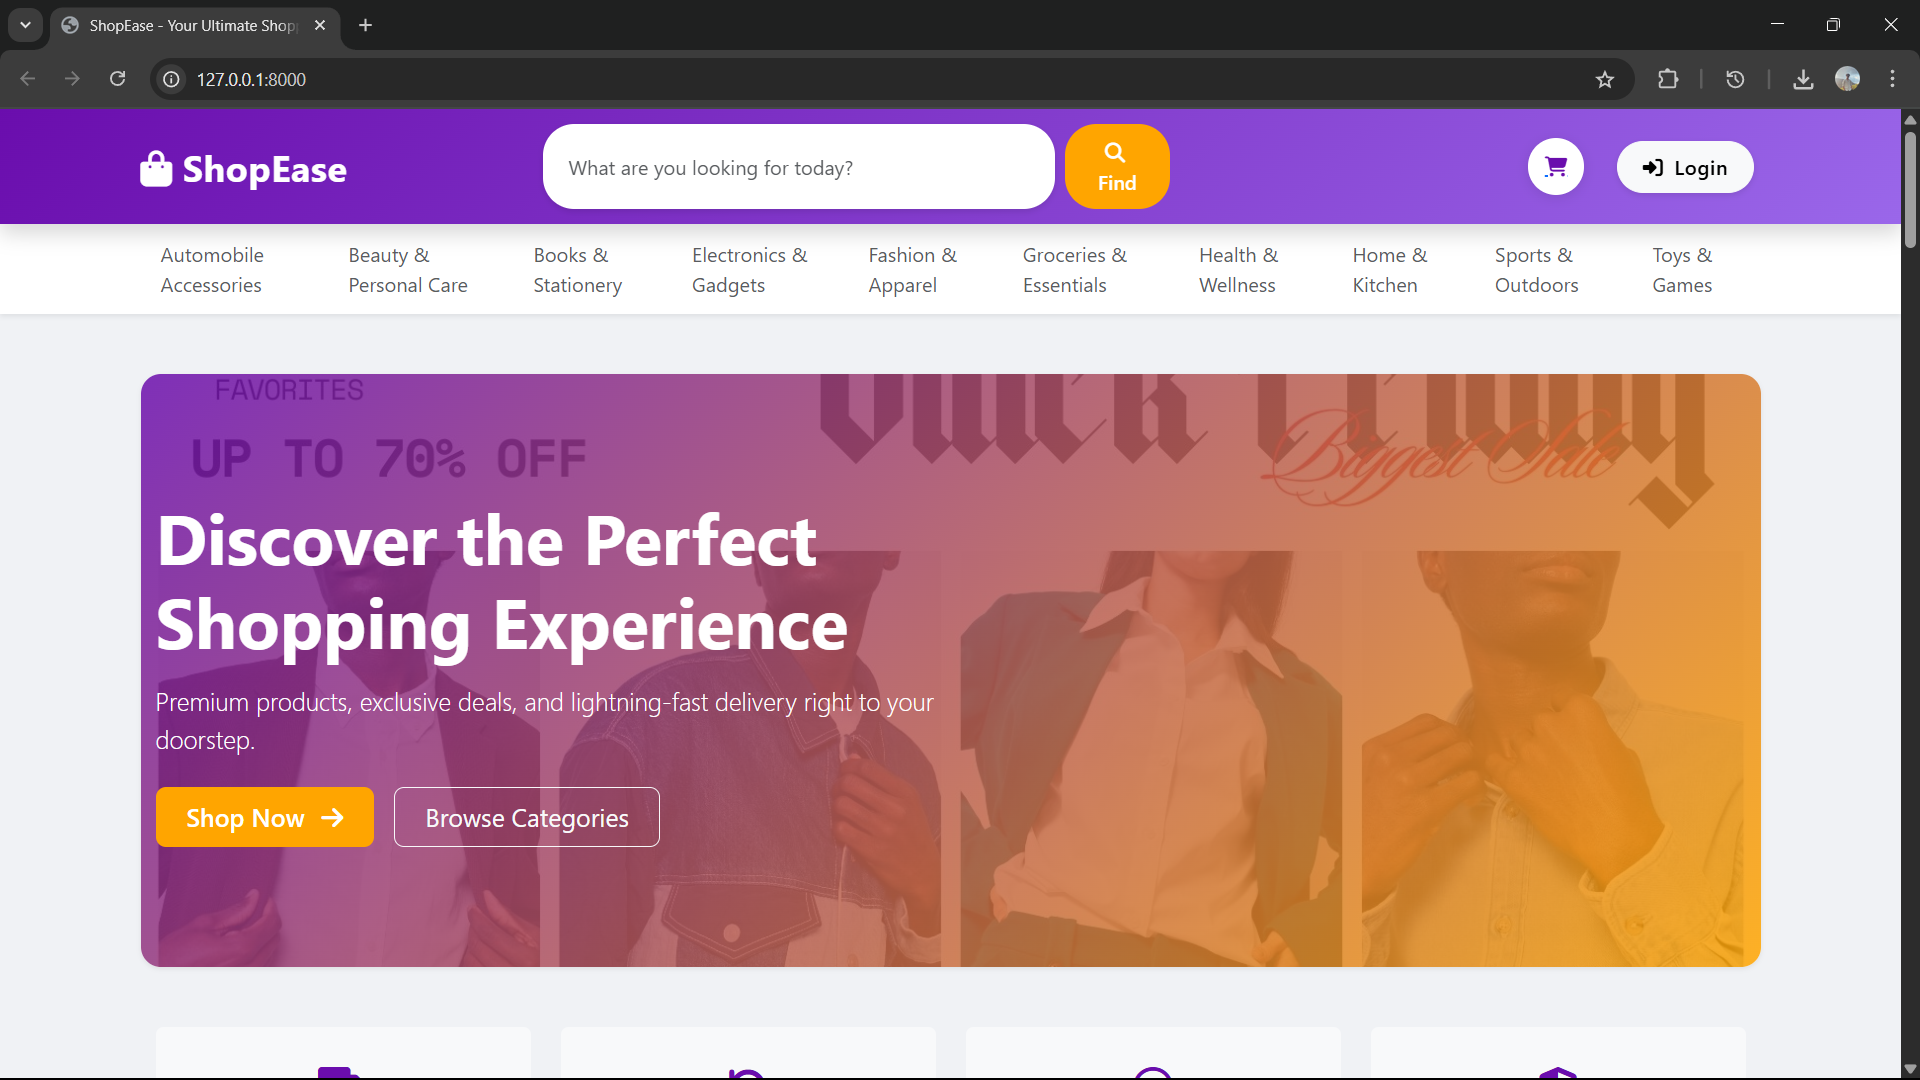 ShopEase - Your Ultimate Shop
127.0.0.1:8000
ShopEase
What are you looking for today?
Find
Login
Automobile
Accessories
Beauty &
Personal Care
Books &
Stationery
Electronics &
Gadgets
Fashion &
Apparel
Groceries &
Essentials
Health &
Wellness
Home &
Kitchen
Sports &
Outdoors
Toys &
Games
FAVORITES
UP TO 70% OFF
Black Friday
Biggest Sale
Discover the Perfect
Shopping Experience
Premium products, exclusive deals, and lightning-fast delivery right to your
doorstep.
Shop Now
Browse Categories